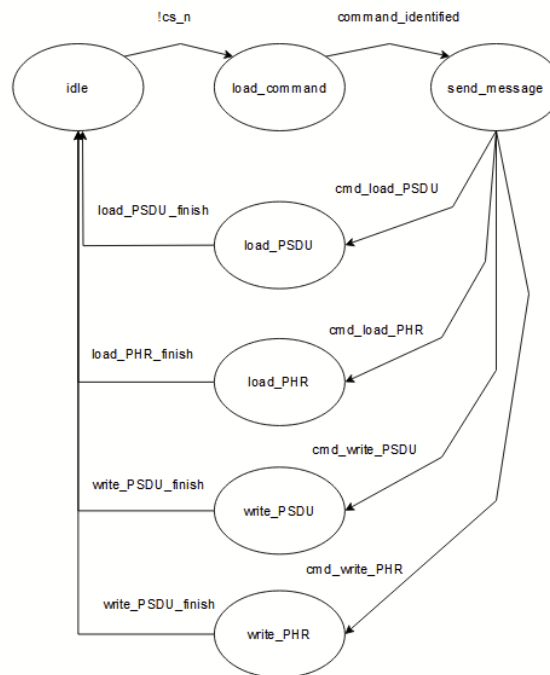 !cs_n
command_identified
idle
load_command
send_message
cmd_load_PSDU
load_PSDU_finish
load_PSDU
cmd_load_PHR
load_PHR_finish
load_PHR
cmd_write_PSDU
write_PSDU_finish
write_PSDU
cmd_write_PHR
write_PSDU_finish
write_PHR